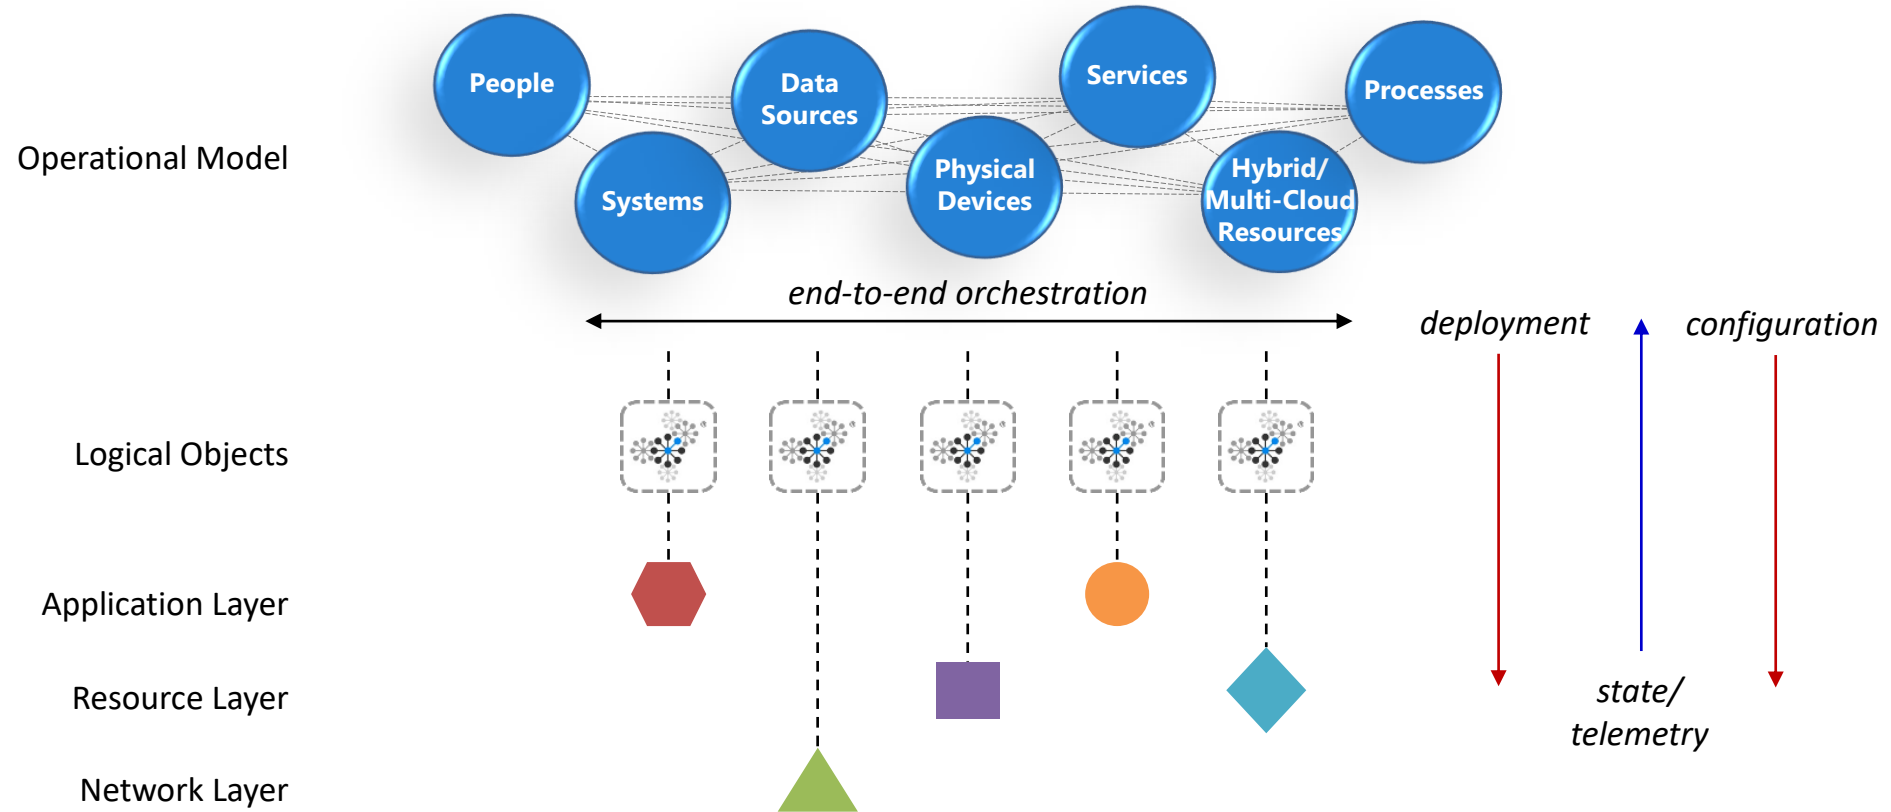 People
Data
Sources
Services
Processes
Operational Model
Systems
Physical
Devices
Hybrid/
Multi-Cloud
Resources
end-to-end orchestration
deployment
configuration
Logical Objects
Application Layer
Resource Layer
state/
telemetry
Network Layer